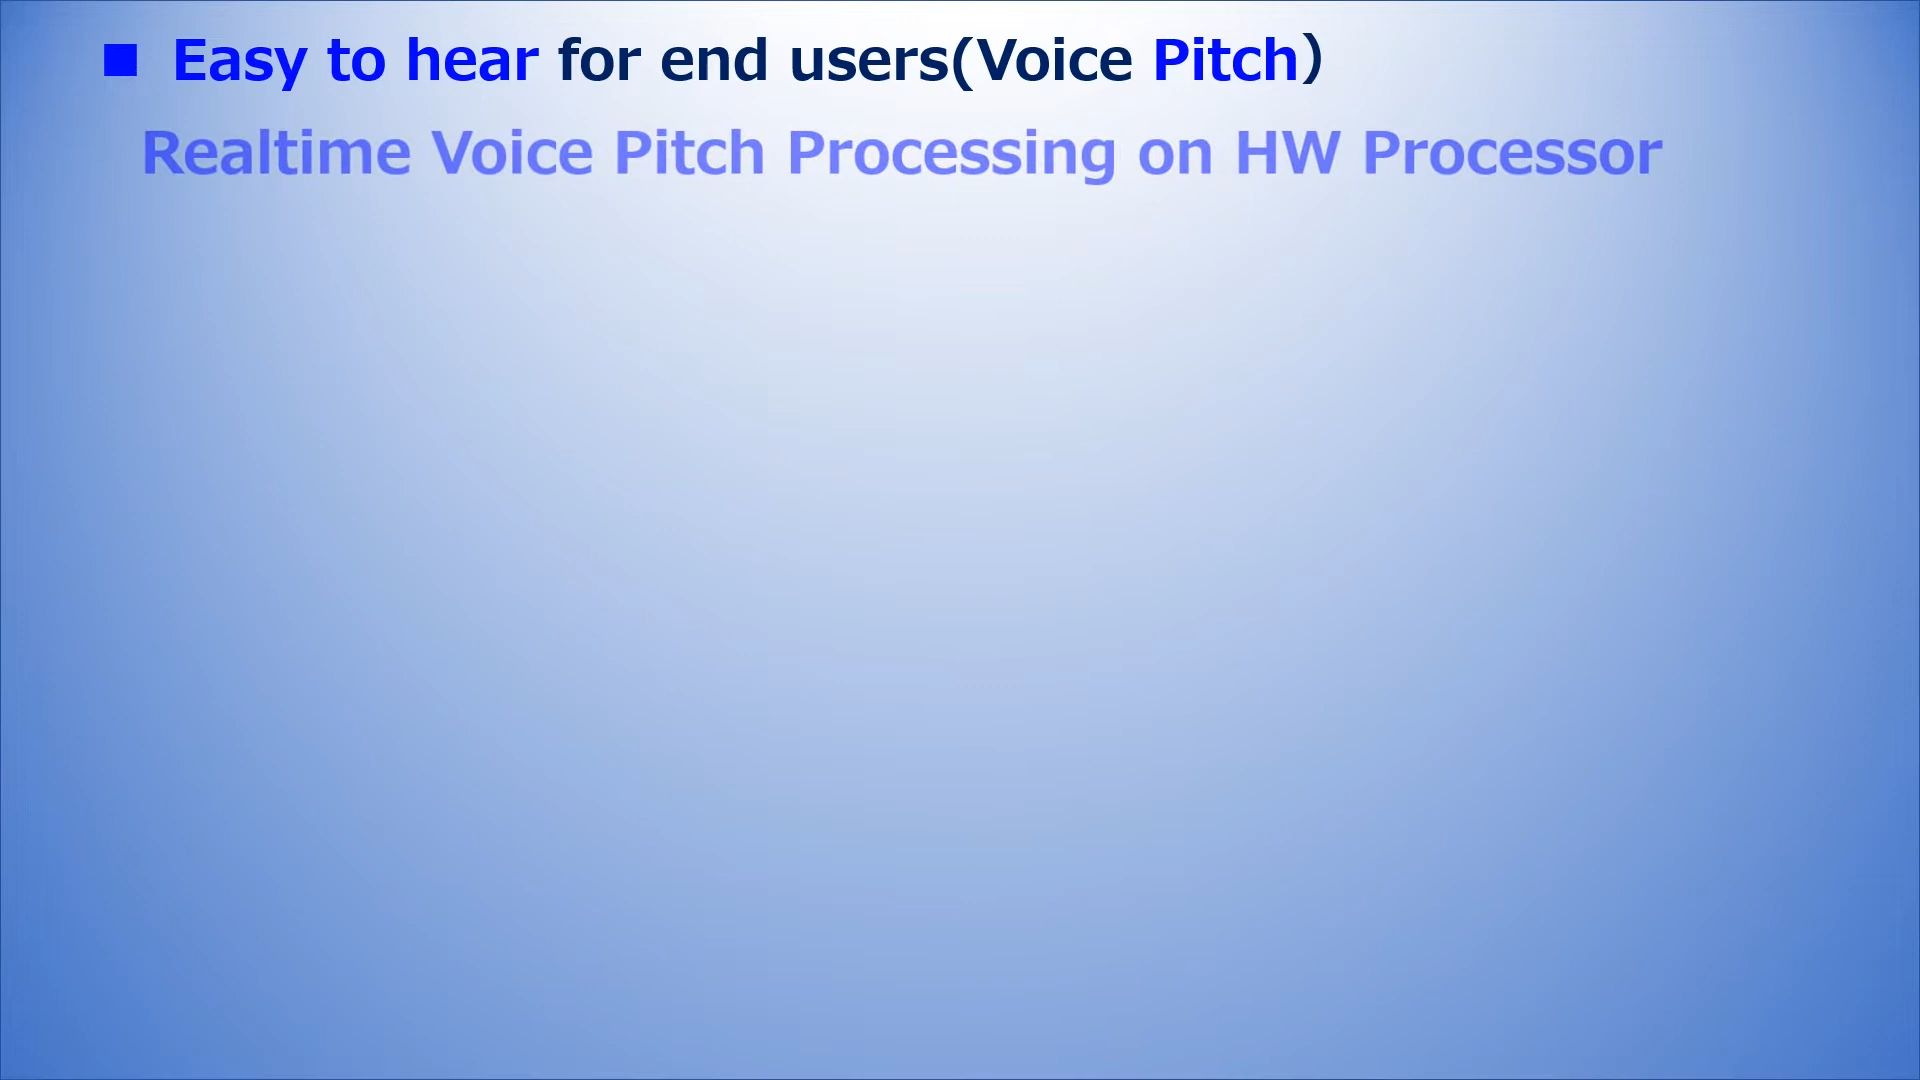 ■ Easy to hear for end users(Voice Pitch)
Realtime Voice Pitch Processing on HW Processor